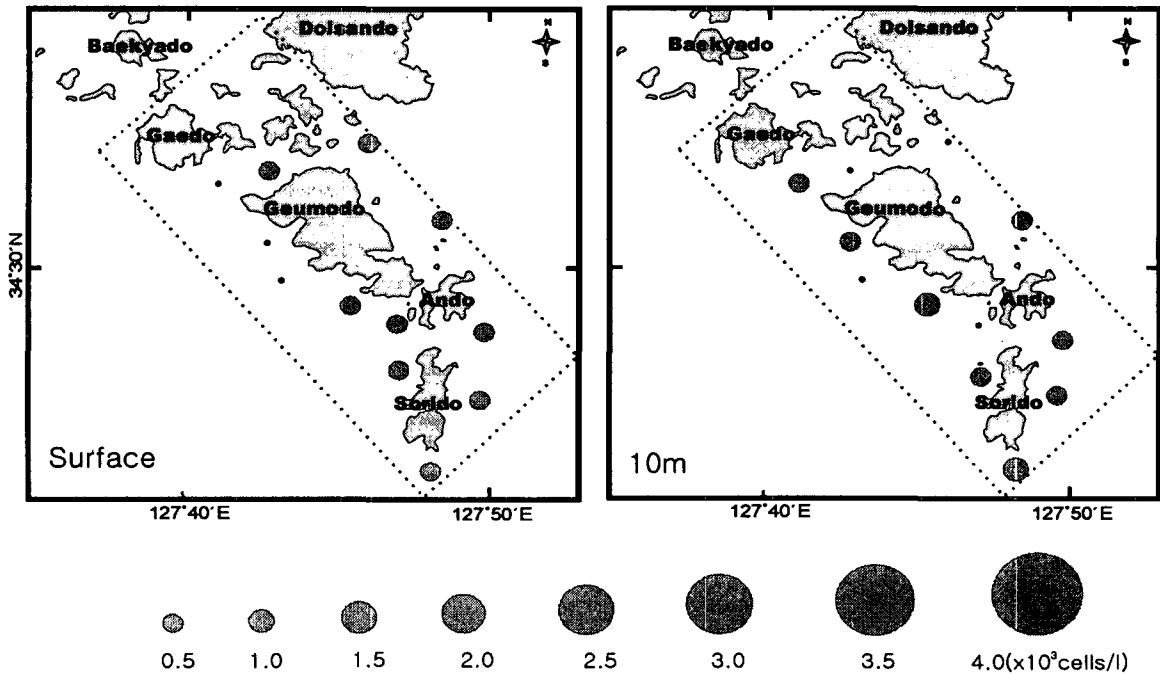 Dolsando
Baekyado
N
S
Gaedo
Geumodo
34°30′N
Ando
Sorido
Surface
127°40′E
127°50′E
Dolsando
Baekyado
N
S
Gaedo
Geumodo
Ando
Sorido
10m
127°40′E
127°50′E
0.5 1.0 1.5 2.0 2.5 3.0 3.5 4.0(x10³cells/l)